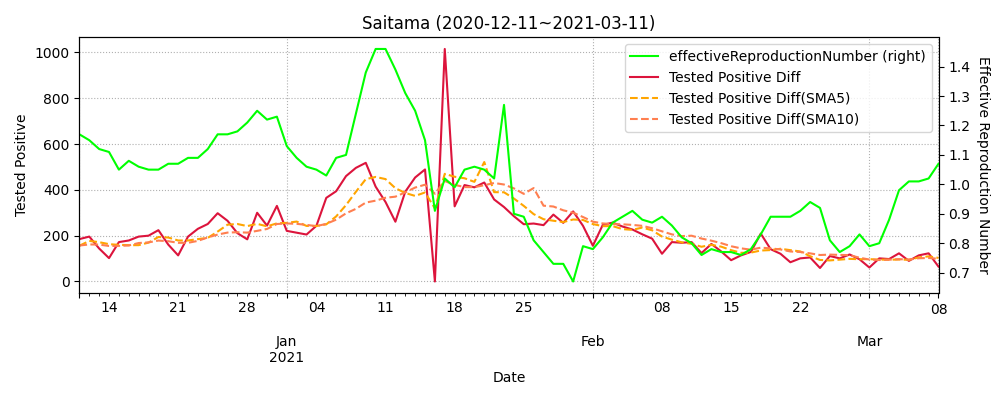 Saitama (2020-12-11~2021-03-11)
effectiveReproductionNumber (right)
Tested Positive Diff
Tested Positive Diff(SMA5)
Tested Positive Diff(SMA10)
Tested Positive
1000
800
600
400
200
0
Effective Reproduction Number
1.4
1.3
1.2
1.1
1.0
0.9
0.8
0.7
14 21 28 04 11 18 25 08 15 22 08
Jan Feb Mar
2021
Date